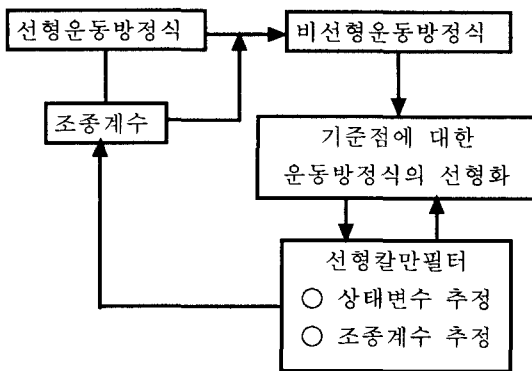 선형운동방정식
비선형운동방정식
조종계수
기준점에 대한
운동방정식의 선형화
선형칼만필터
○ 상태변수 추정
○ 조종계수 추정